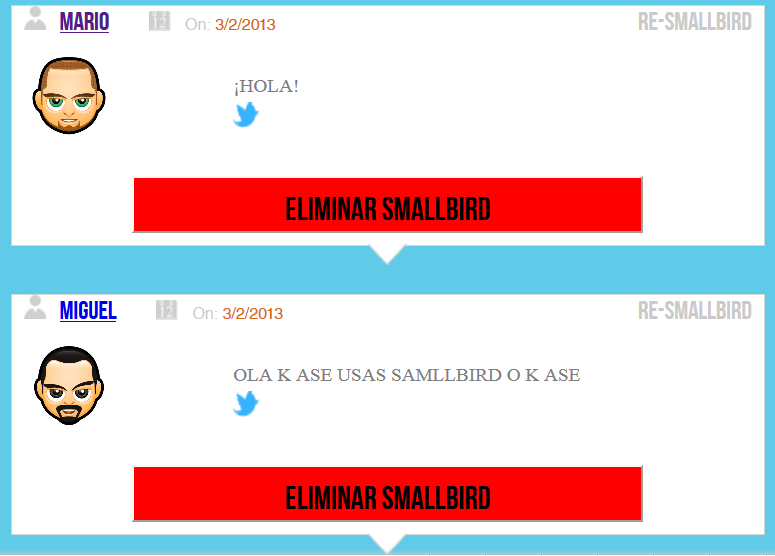 MARIO On: 3/2/2013 RE-SMALLBIRD
¡HOLA!
ELIMINAR SMALLBIRD
MIGUEL On: 3/2/2013 RE-SMALLBIRD
OLA K ASE USAS SAMLLBIRD O K ASE
ELIMINAR SMALLBIRD